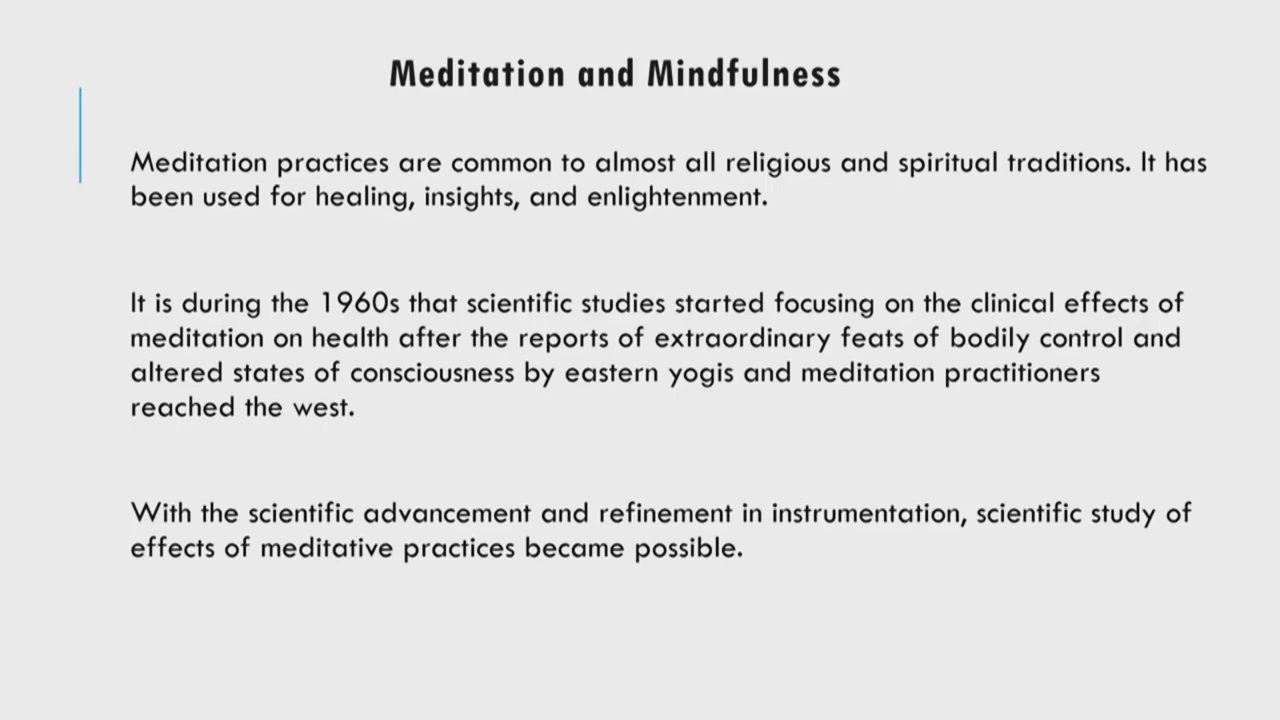 Meditation and Mindfulness
Meditation practices are common to almost all religious and spiritual traditions. It has
been used for healing, insights, and enlightenment.
It is during the 1960s that scientific studies started focusing on the clinical effects of
meditation on health after the reports of extraordinary feats of bodily control and
altered states of consciousness by eastern yogis and meditation practitioners
reached the west.
With the scientific advancement and refinement in instrumentation, scientific study of
effects of meditative practices became possible.